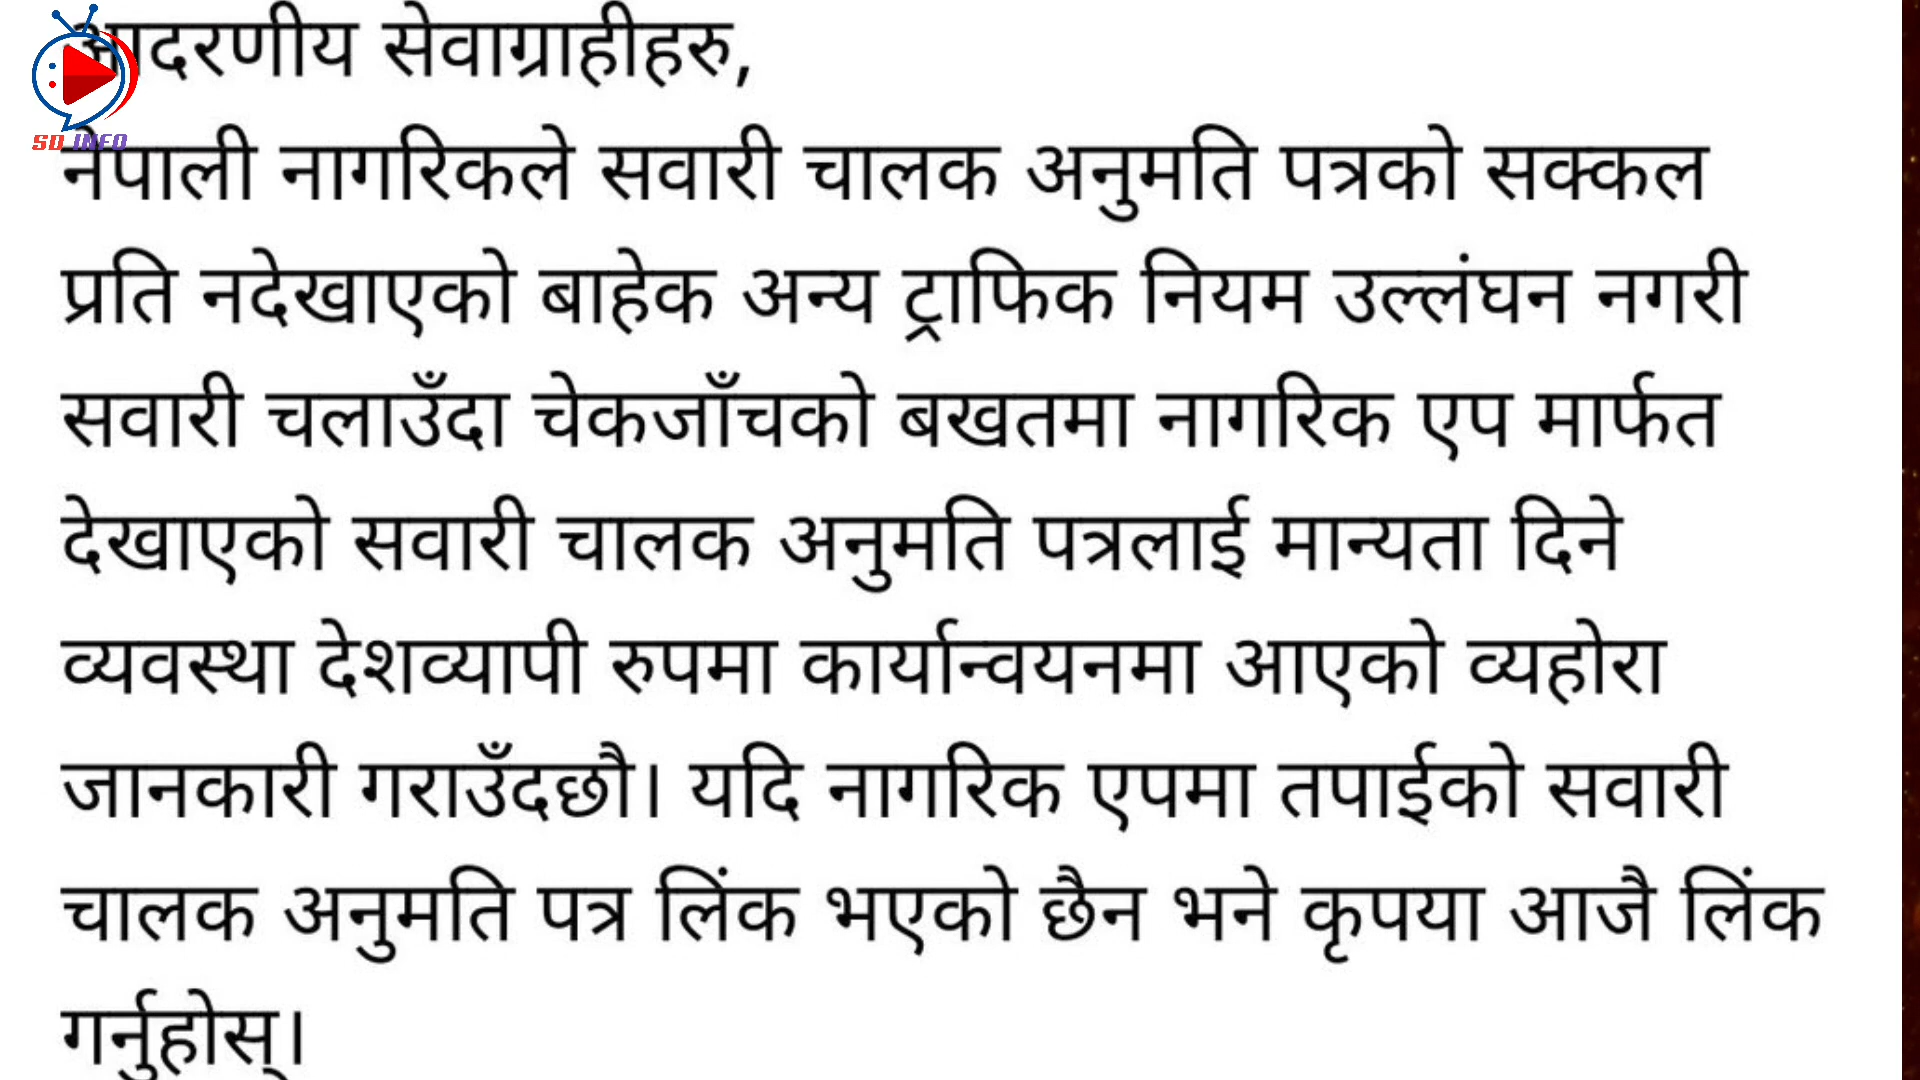 आदरणीय सेवाग्राहीहरु,
SD INFO
नेपाली नागरिकले सवारी चालक अनुमति पत्रको सक्कल
प्रति नदेखाएको बाहेक अन्य ट्राफिक नियम उल्लंघन नगरी
सवारी चलाउँदा चेकजाँचको बखतमा नागरिक एप मार्फत
देखाएको सवारी चालक अनुमति पत्रलाई मान्यता दिने
व्यवस्था देशव्यापी रुपमा कार्यान्वयनमा आएको व्यहोरा
जानकारी गराउँदछौ।  यदि नागरिक एपमा तपाईको सवारी
चालक अनुमति पत्र लिंक भएको छैन भने कृपया आजै लिंक
गर्नुहोस्।